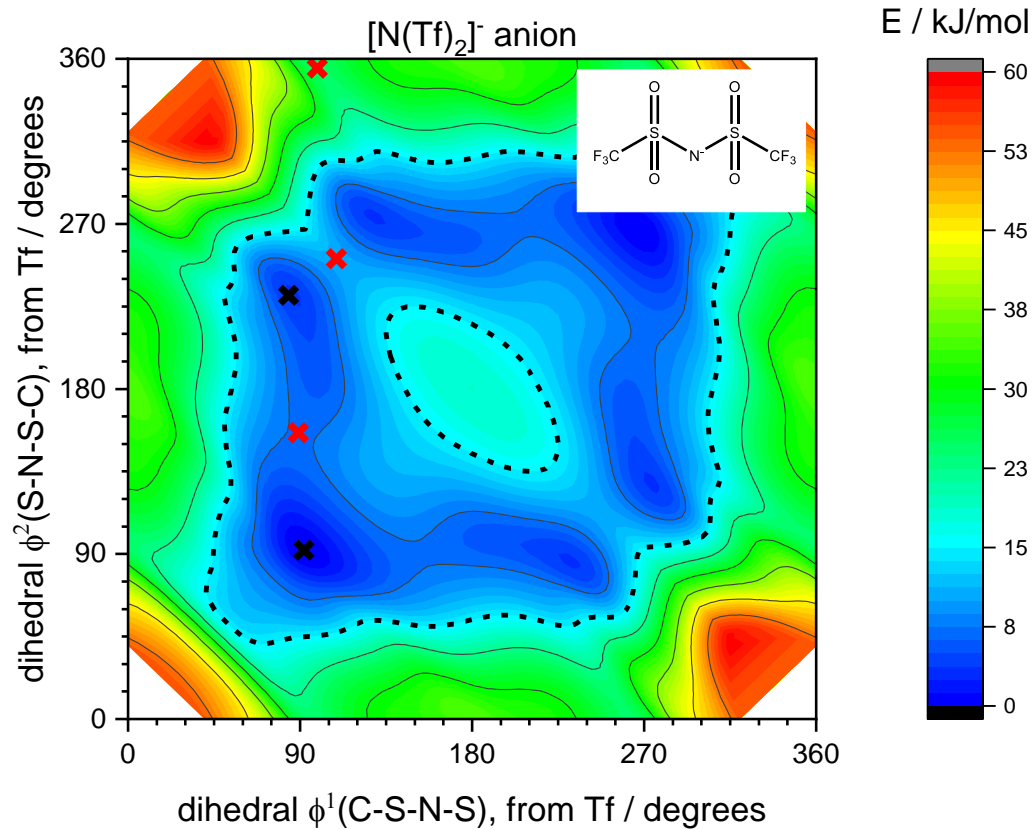 [N(Tf)₂]⁻ anion
E / kJ/mol
dihedral ϕ²(S-N-S-C), from Tf / degrees
360
270
180
90
0
0 90 180 270 360
dihedral ϕ¹(C-S-N-S), from Tf / degrees
O O
S S
F₃C N⁻ CF₃
O O
60
53
45
38
30
23
15
8
0